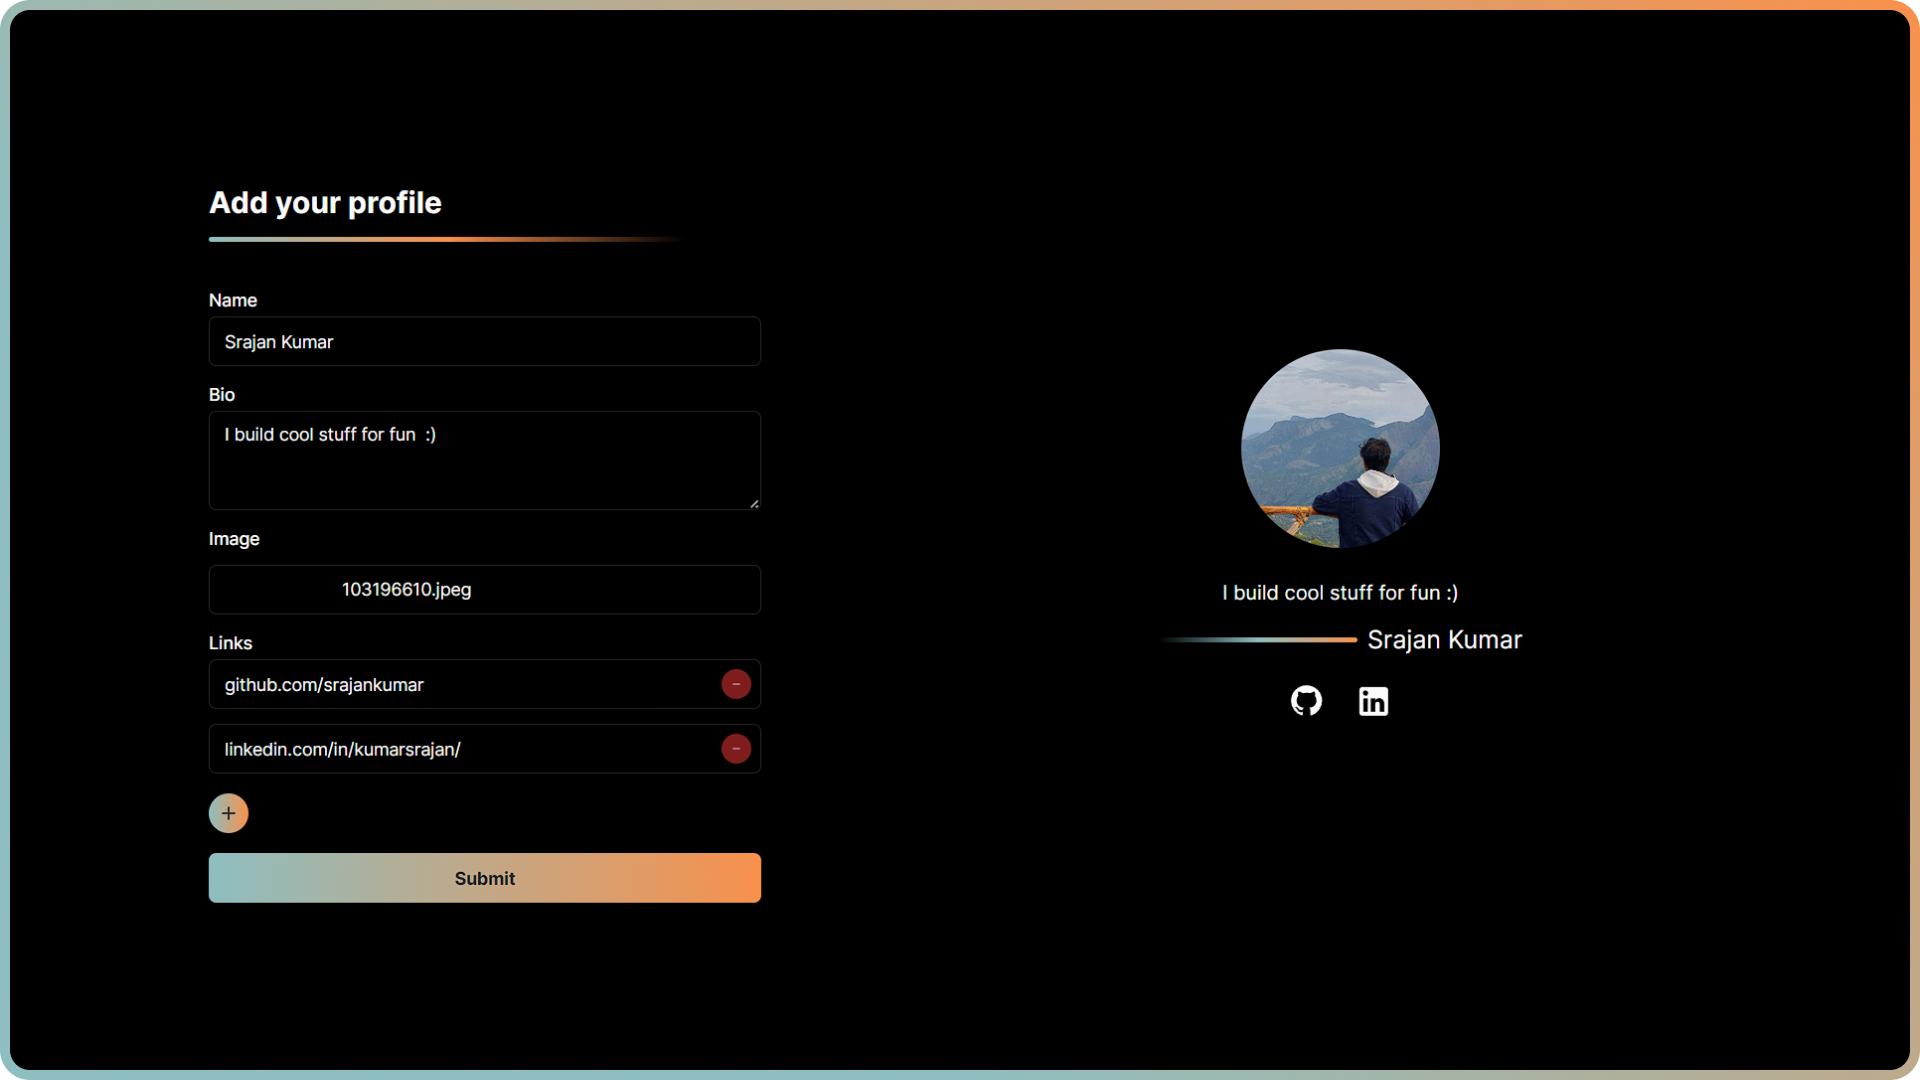 Add your profile
Name
Srajan Kumar
Bio
I build cool stuff for fun :)
Image
103196610.jpeg
Links
github.com/srajankumar
linkedin.com/in/kumarsrajan/
Submit
I build cool stuff for fun :)
Srajan Kumar
in